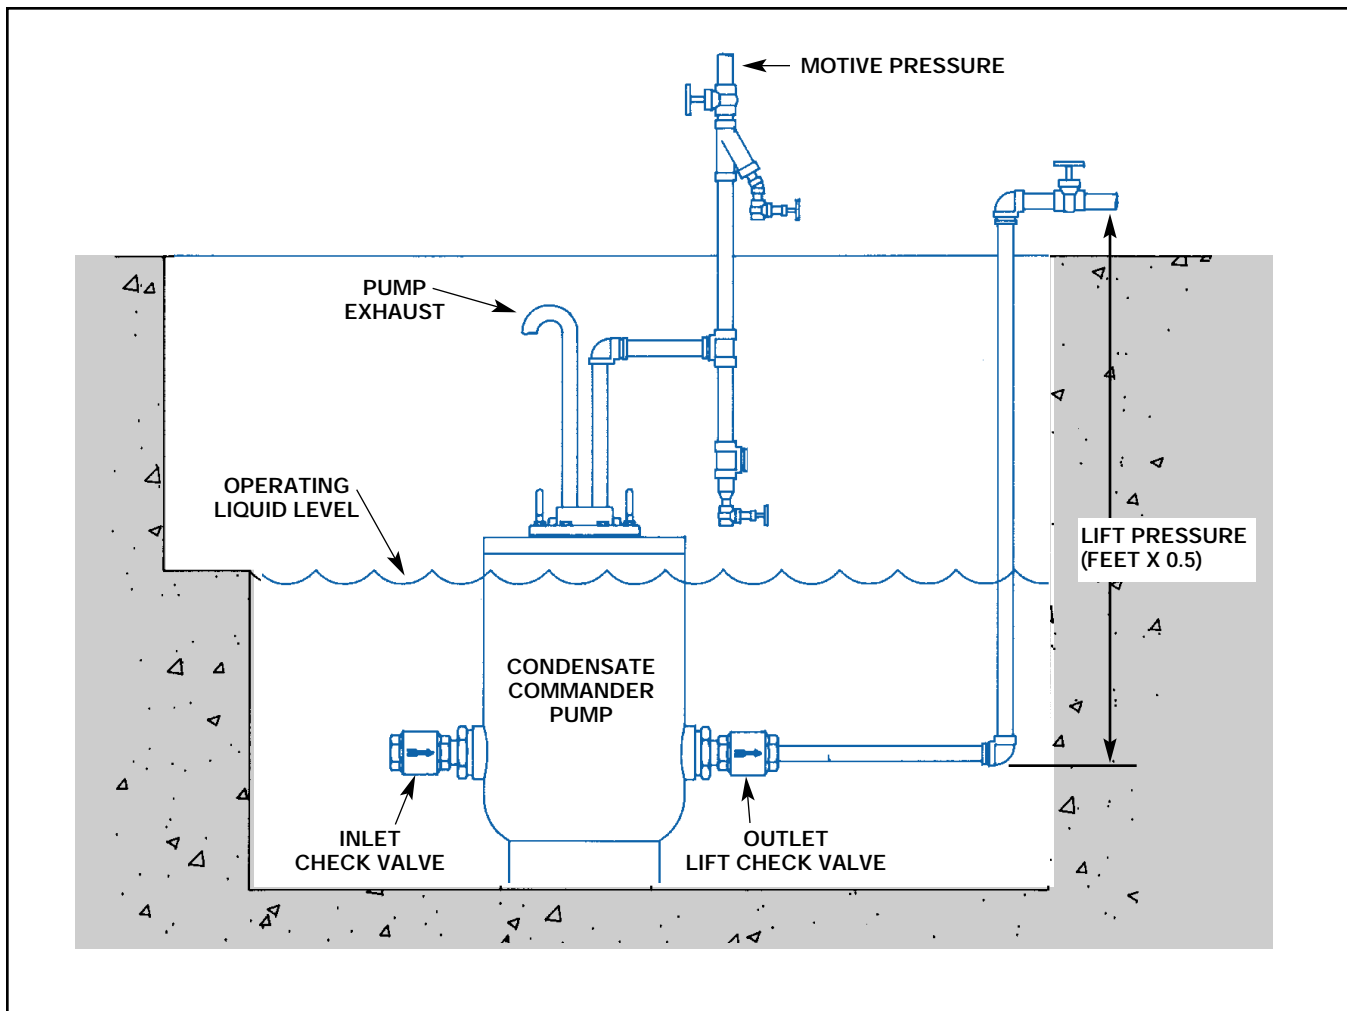 MOTIVE PRESSURE
PUMP
EXHAUST
OPERATING
LIQUID LEVEL
LIFT PRESSURE
(FEET X 0.5)
CONDENSATE
COMMANDER
PUMP
INLET
CHECK VALVE
OUTLET
LIFT CHECK VALVE